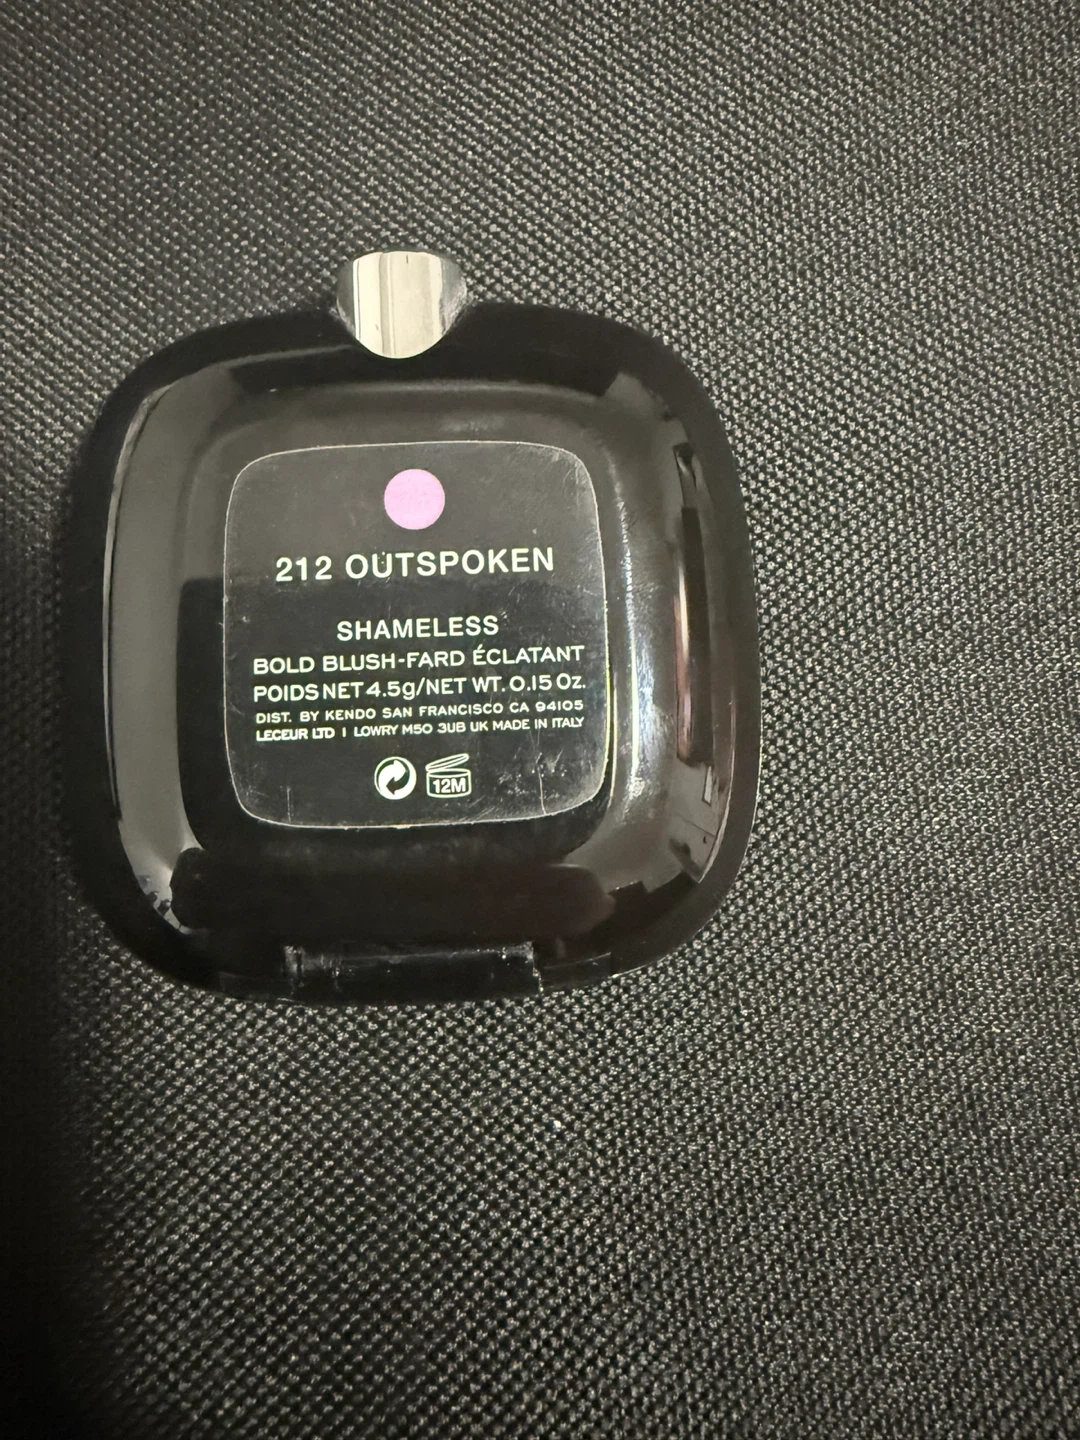 212 OUTSPOKEN
SHAMELESS
BOLD BLUSH-FARD ÉCLATANT
POIDS NET 4.5g/NET WT. 0.15 Oz.
DIST. BY KENDO SAN FRANCISCO CA 94105
LECEUR LTD I LOWRY M50 3UB UK MADE IN ITALY
12M